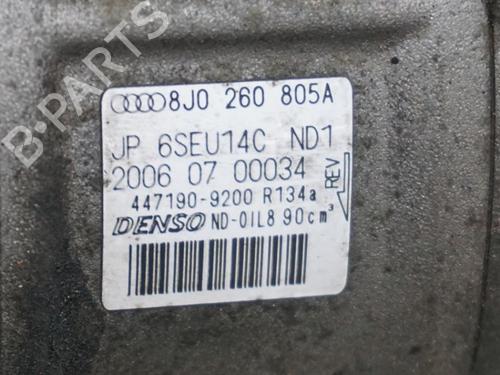 B-PARTS
8J0 260 805A
JP 6SEU14C ND1
2006 07 00034
REV
447190-9200 R134a
DENSO ND-OIL8 90cm³